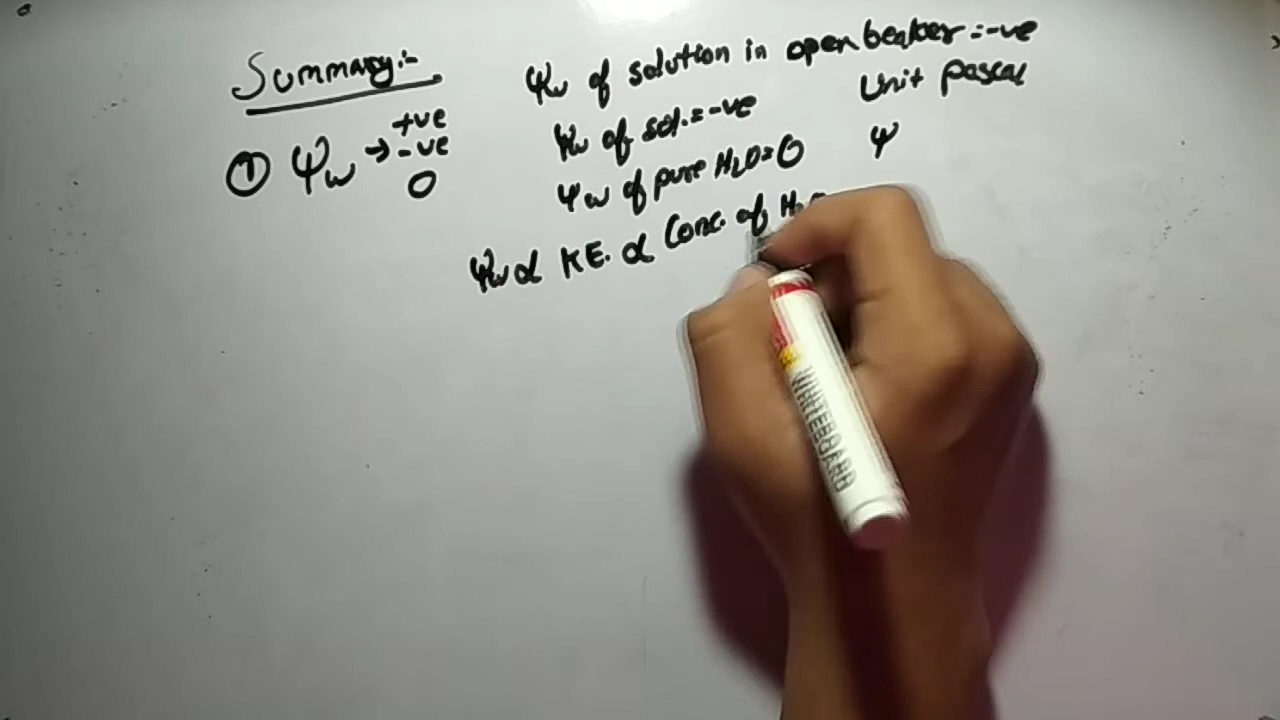 Summary:-
① Ψw → +ve
-ve
0
Ψw of solution in open beaker = -ve
Ψw of sol. = -ve
Ψw of pure H2O = 0
Ψw ∝ KE. ∝ Conc. of
Unit pascal
Ψ
WHITEBOARD